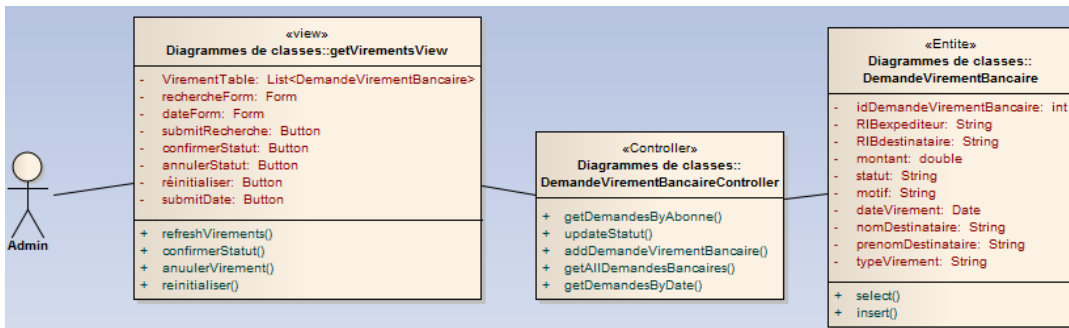 «view»
Diagrammes de classes::getVirementsView
- VirementTable: List<DemandeVirementBancaire>
- rechercheForm: Form
- dateForm: Form
- submitRecherche: Button
- confirmerStatut: Button
- annulerStatut: Button
- réinitialiser: Button
- submitDate: Button
+ refreshVirements()
+ confirmerStatut()
+ anuulerVirement()
+ reinitialiser()
Admin
«Controller»
Diagrammes de classes::
DemandeVirementBancaireController
+ getDemandesByAbonne()
+ updateStatut()
+ addDemandeVirementBancaire()
+ getAllDemandesBancaires()
+ getDemandesByDate()
«Entite»
Diagrammes de classes::
DemandeVirementBancaire
- idDemandeVirementBancaire: int
- RIBexpediteur: String
- RIBdestinataire: String
- montant: double
- statut: String
- motif: String
- dateVirement: Date
- nomDestinataire: String
- prenomDestinataire: String
- typeVirement: String
+ select()
+ insert()